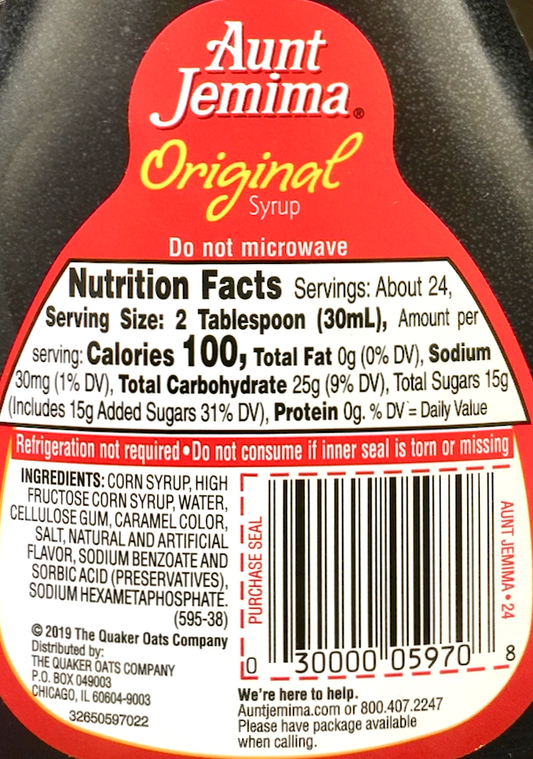 Aunt
Jemima®
Original
Syrup
Do not microwave
Nutrition Facts Servings: About 24,
Serving Size: 2 Tablespoon (30mL), Amount per
serving: Calories 100, Total Fat 0g (0% DV), Sodium
30mg (1% DV), Total Carbohydrate 25g (9% DV), Total Sugars 15g
(Includes 15g Added Sugars 31% DV), Protein 0g. % DV = Daily Value
Refrigeration not required • Do not consume if inner seal is torn or missing
INGREDIENTS: CORN SYRUP, HIGH
FRUCTOSE CORN SYRUP, WATER,
CELLULOSE GUM, CARAMEL COLOR,
SALT, NATURAL AND ARTIFICIAL
FLAVOR, SODIUM BENZOATE AND
SORBIC ACID (PRESERVATIVES),
SODIUM HEXAMETAPHOSPHATE.
(595-38)
© 2019 The Quaker Oats Company
Distributed by:
THE QUAKER OATS COMPANY
P.O. BOX 049003
CHICAGO, IL 60604-9003
32650597022
PURCHASE SEAL
AUNT JEMIMA • 24
0 30000 05970 8
We're here to help.
Auntjemima.com or 800.407.2247
Please have package available
when calling.